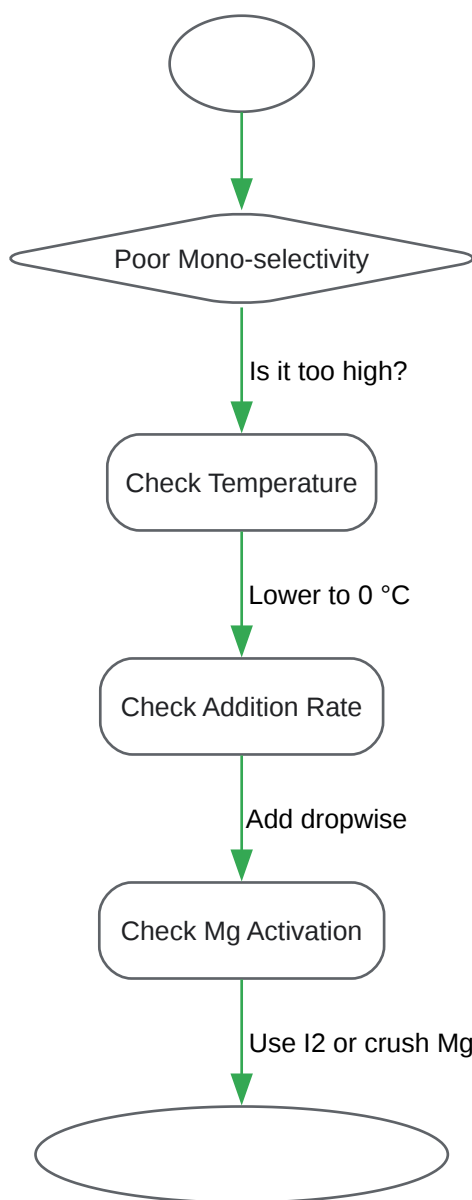 Poor Mono-selectivity
Is it too high?
Check Temperature
Lower to 0 °C
Check Addition Rate
Add dropwise
Check Mg Activation
Use I2 or crush Mg